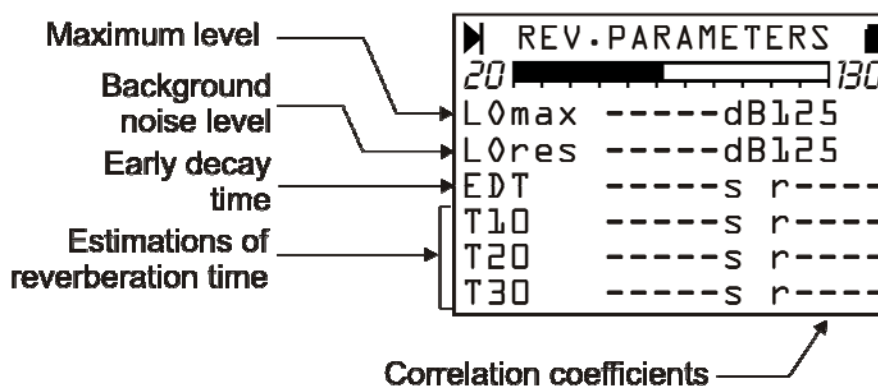 Maximum level
Background
noise level
Early decay
time
Estimations of
reverberation time
REV.PARAMETERS
20 130
L0max -----dB125
L0res -----dB125
EDT -----s r----
T10 -----s r----
T20 -----s r----
T30 -----s r----
Correlation coefficients